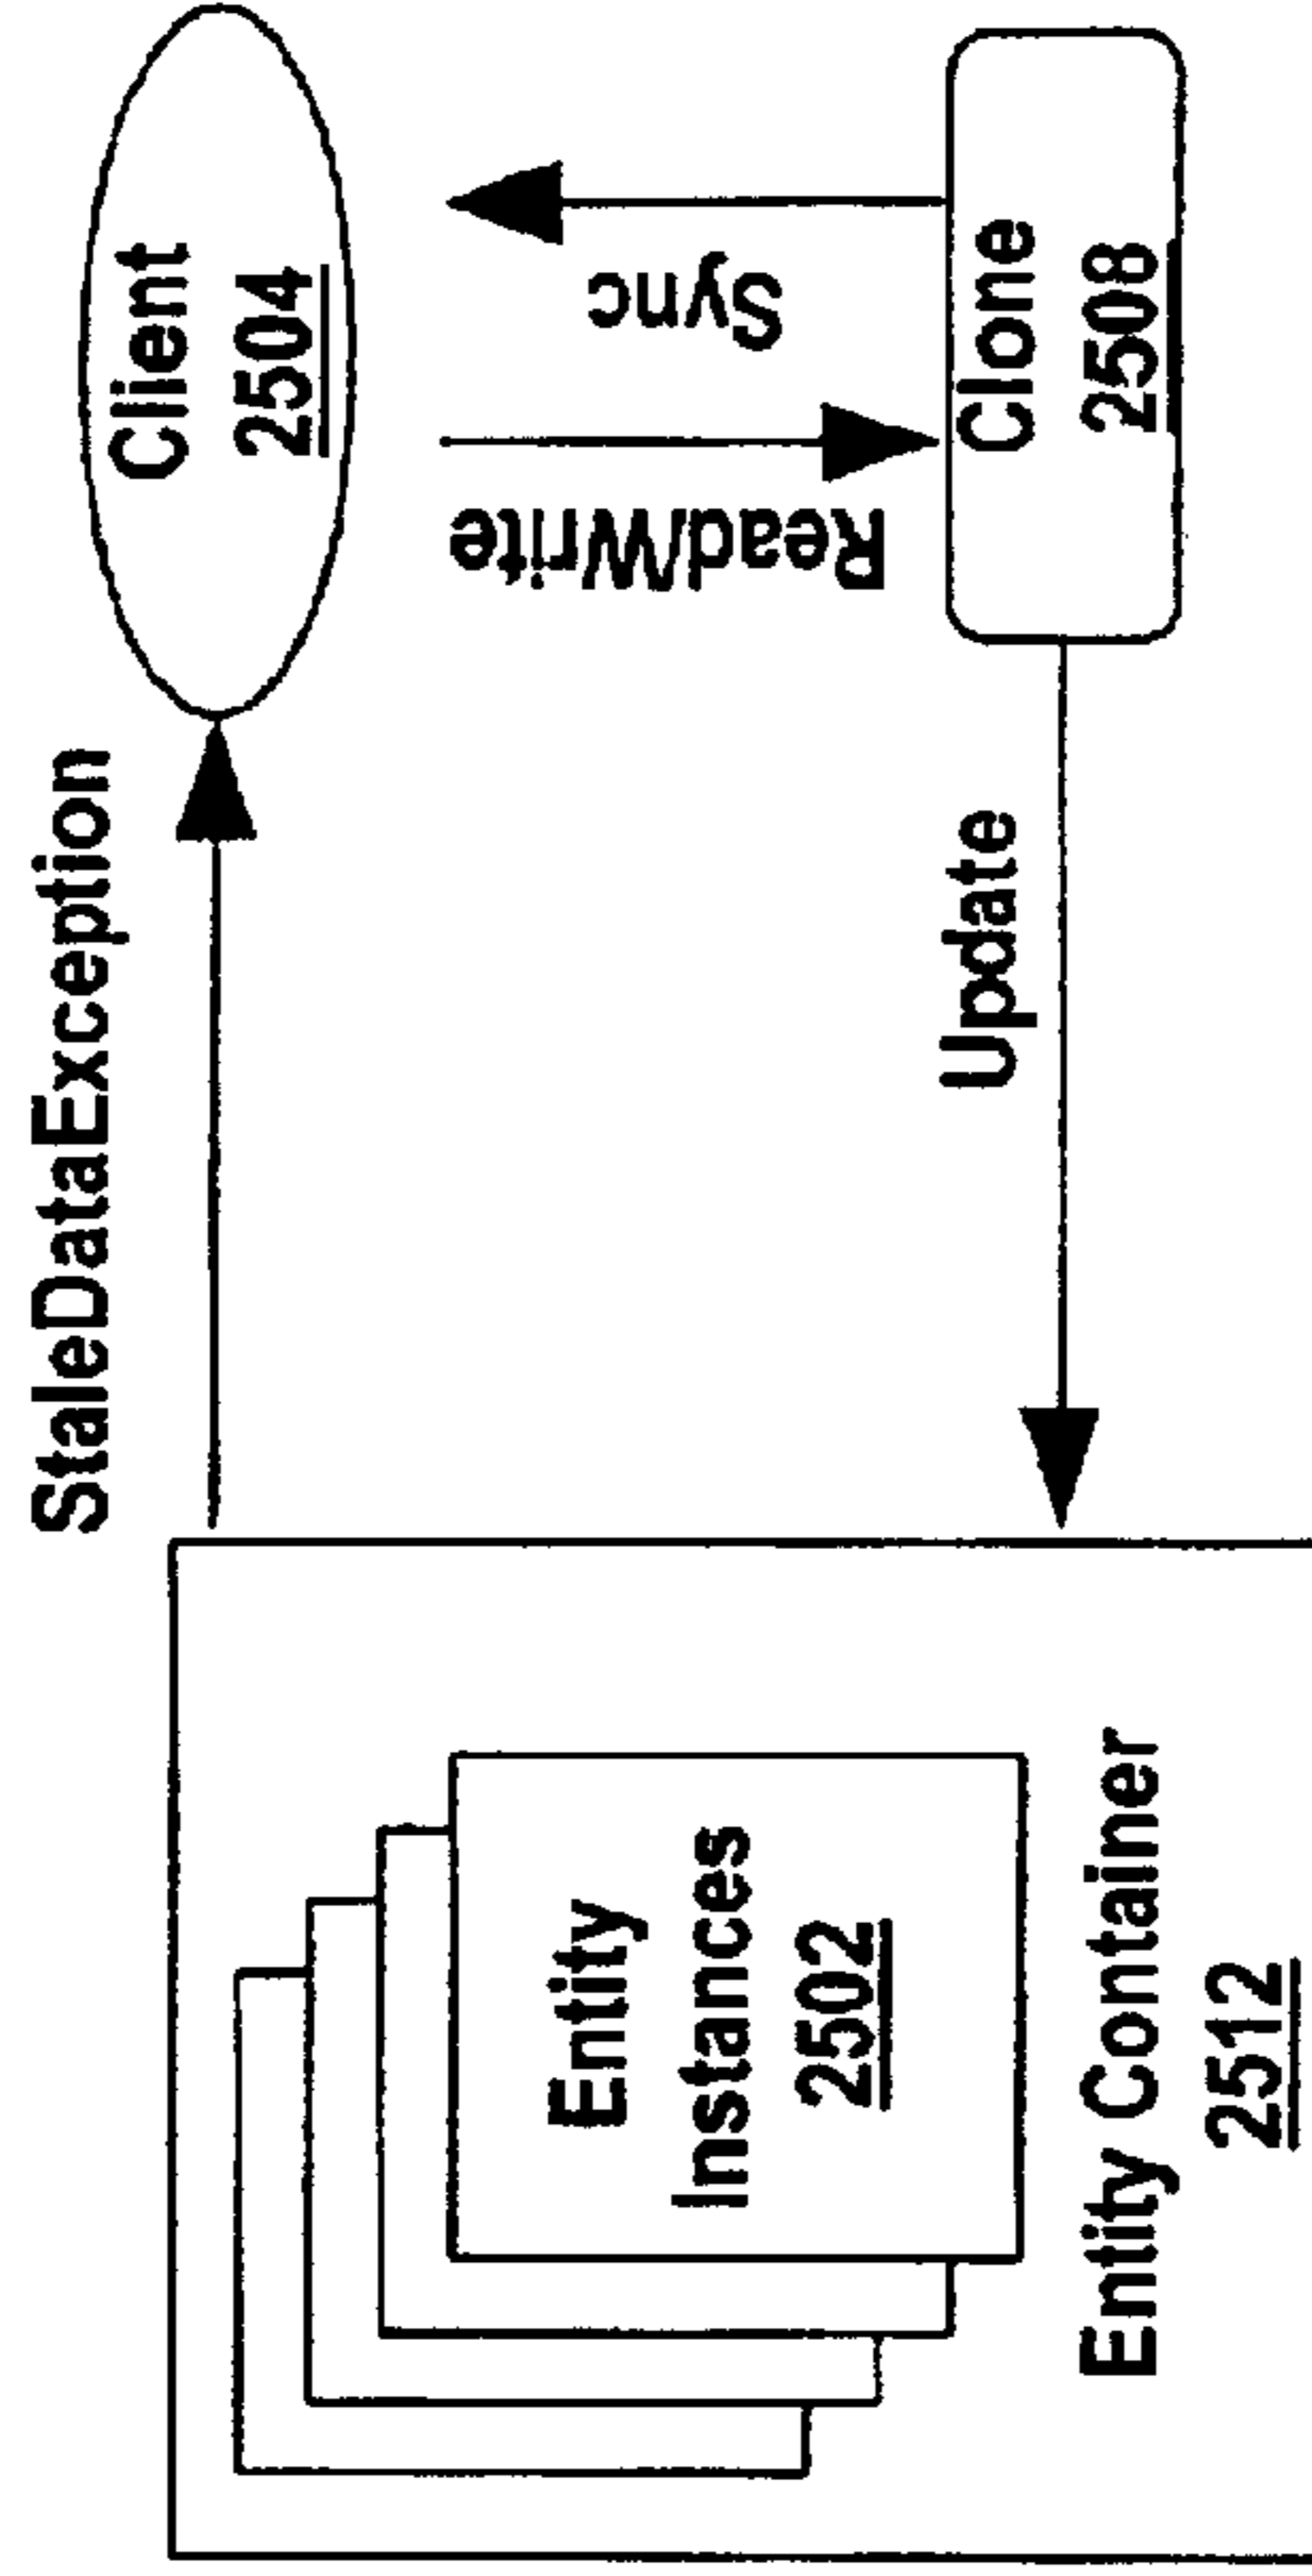 StaleDataException
Client
2504
Read/Write
Sync
Update
Clone
2508
Entity
Instances
2502
Entity Container
2512